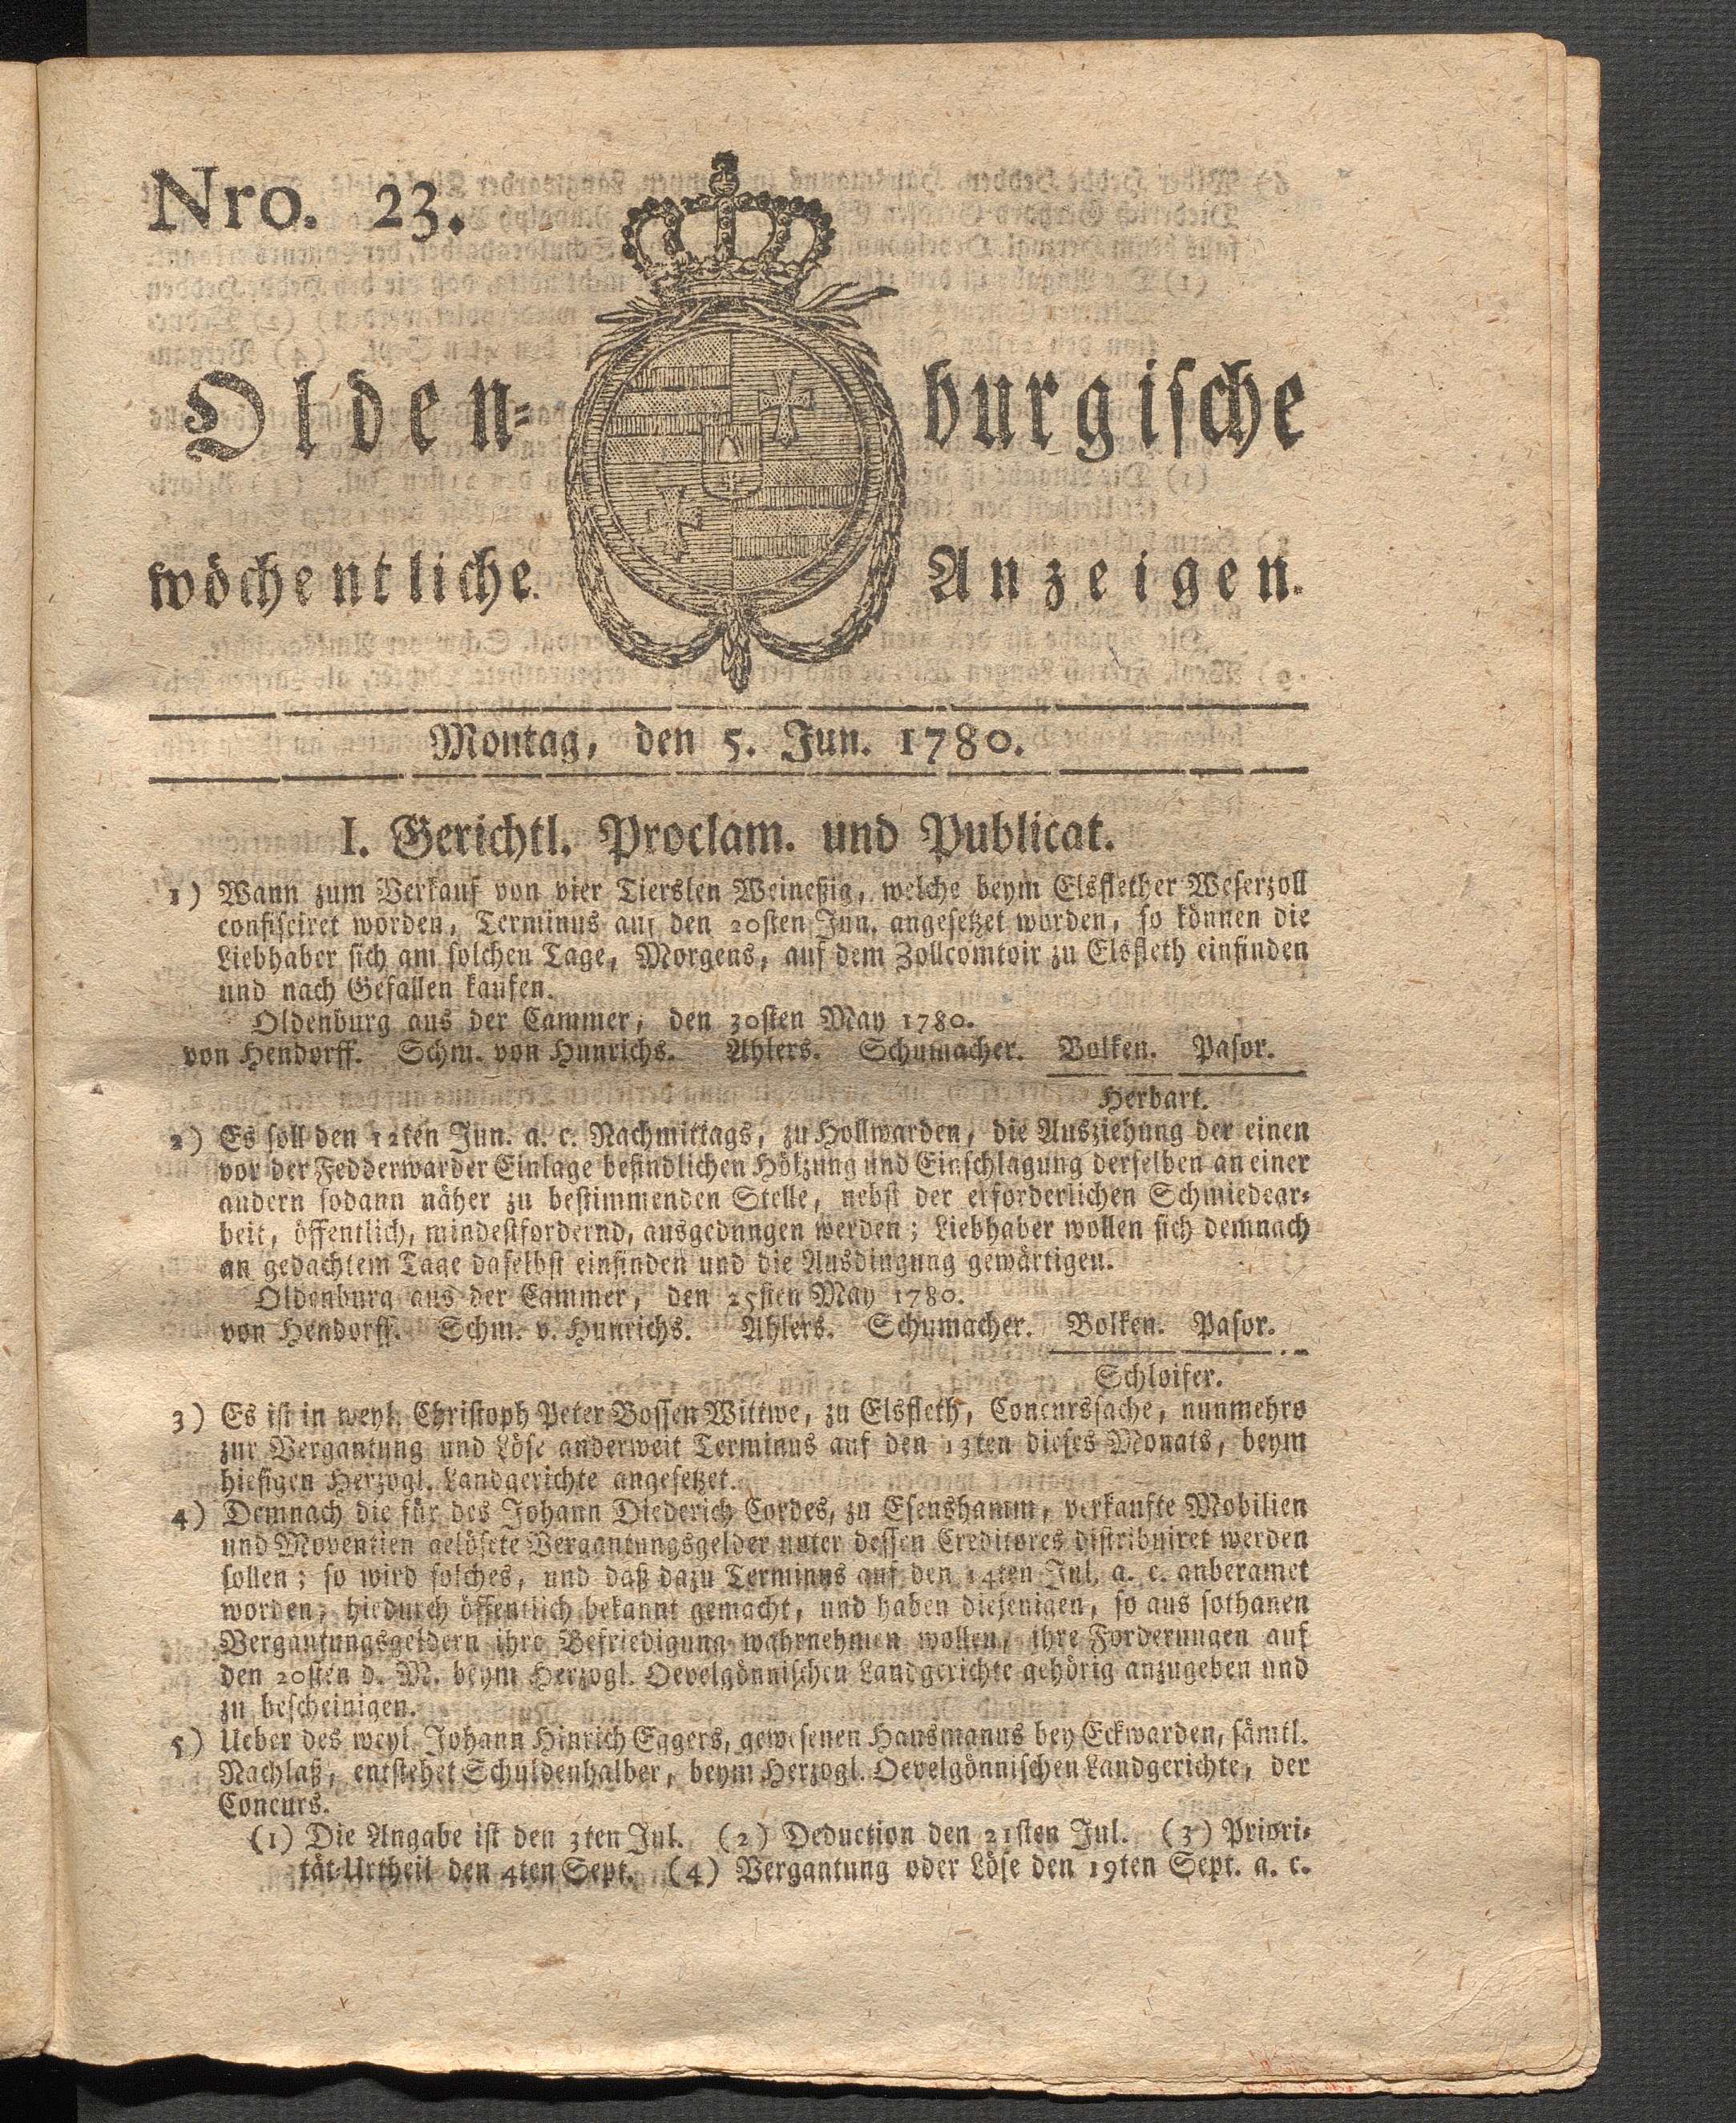 Nro. 23.
Olden=burgische
wöchentliche Anzeigen.
Montag, den 5. Jun. 1780.
I. Gerichtl. Proclam. und Publicat.
1) Wann zum Verkauf von vier Tierslen Weineßig, welche beym Elsflether Weserzoll
confisciret worden, Terminus auf den 20sten Jun. angesetzet worden, so können die
Liebhaber sich am solchen Tage, Morgens, auf dem Zollcomtoir zu Elsfleth einfinden
und nach Gefallen kaufen.
Oldenburg aus der Cammer, den 30sten May 1780.
von Hendorff. Schm. von Hunrichs. Ahlers. Schumacher. Bolken. Pasor.
Herbart.
2) Es soll den 12ten Jun. a. c. Nachmittags, zu Hollwarden, die Ausziehung der einen
vor der Fedderwarder Einlage befindlichen Hölzung und Einschlagung derselben an einer
andern sodann näher zu bestimmenden Stelle, nebst der erforderlichen Schmiedear=
beit, öffentlich, mindestfordernd, ausgedungen werden; Liebhaber wollen sich demnach
an gedachtem Tage daselbst einfinden und die Ausdingung gewärtigen.
Oldenburg aus der Cammer, den 25sten May 1780.
von Hendorff. Schm. v. Hunrichs. Ahlers. Schumacher. Bolken. Pasor.
Schloifer.
3) Es ist in weyl. Christoph Peter Bossen Wittwe, zu Elsfleth, Concurssache, nunmehro
zur Vergantung und Löse anderweit Terminus auf den 13ten dieses Monats, beym
hiesigen Herzogl. Landgerichte angesetzet.
4) Demnach die für des Johann Diederich Cordes, zu Esenshamm, verkaufte Mobilien
und Moventien gelösete Vergantungsgelder unter dessen Creditores distribuiret werden
sollen; so wird solches, und daß dazu Terminus auf den 14ten Jul. a. c. anberamet
worden, hiedurch öffentlich bekannt gemacht, und haben diejenigen, so aus sothanen
Vergantungsgeldern ihre Befriedigung wahrnehmen wollen, ihre Forderungen auf
den 20sten d. M. beym Herzogl. Oevelgönnischen Landgerichte gehörig anzugeben und
zu bescheinigen.
5) Ueber des weyl. Johann Hinrich Eggers, gewesenen Hausmanns bey Eckwarden, sämtl.
Nachlaß, entstehet Schuldenhalber, beym Herzogl. Oevelgönnischen Landgerichte, der
Concurs.
(1) Die Angabe ist den 3ten Jul. (2) Deduction den 21sten Jul. (3) Priori=
tät=Urtheil den 4ten Sept. (4) Vergantung oder Löse den 19ten Sept. a. c.